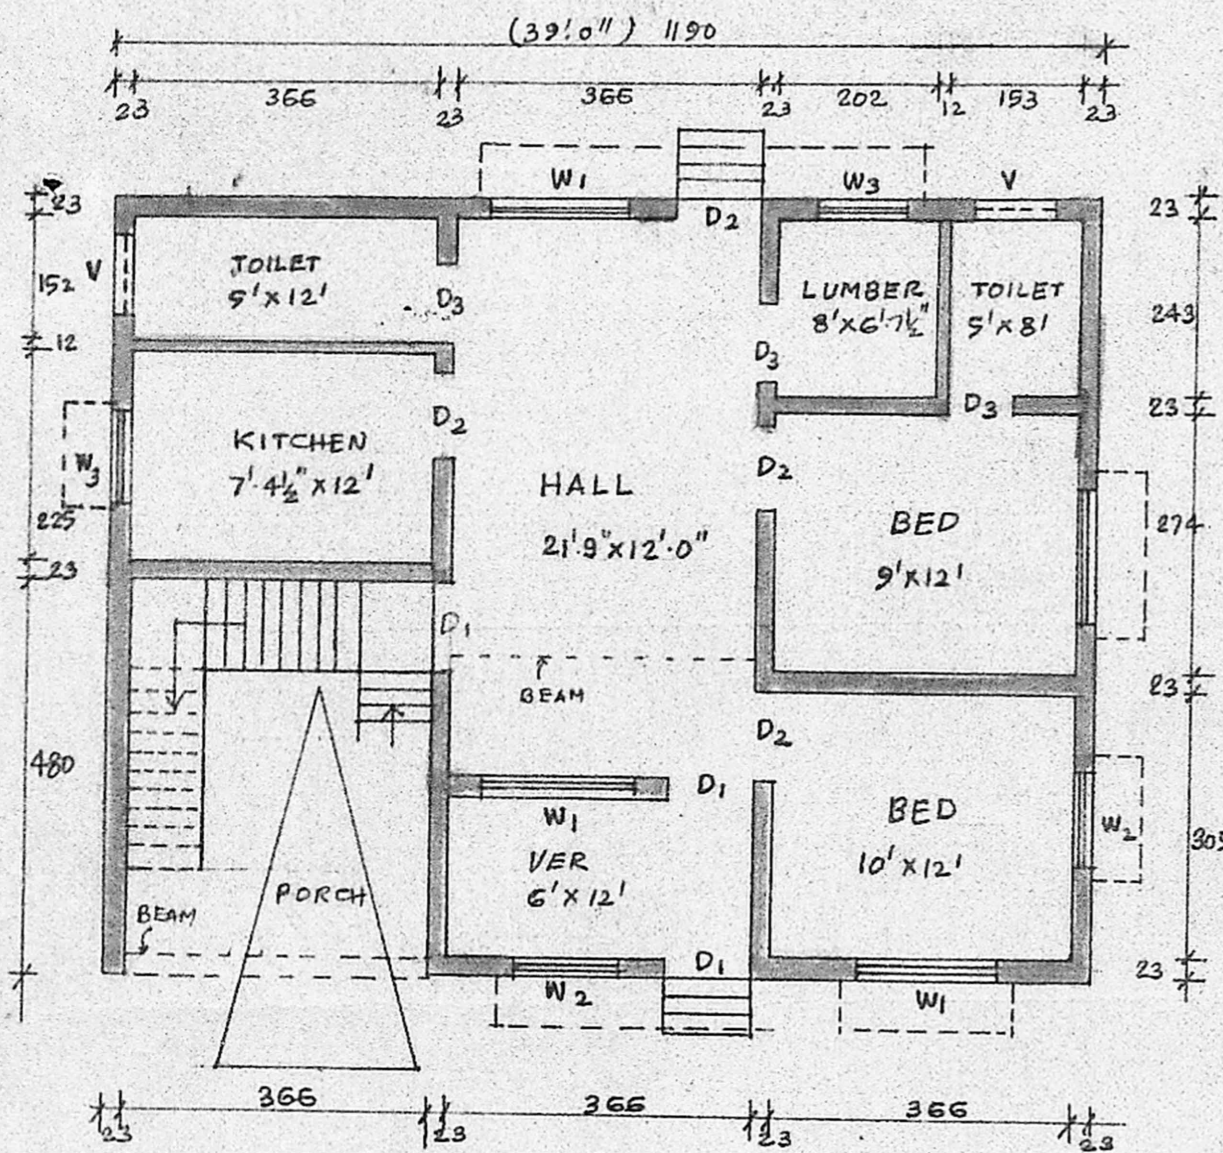 (39'.0") 1190
366 366 202 153
23 23 23 12 23
W1 W3 V
23 D2 23
152 V TOILET
5'X12'
D3
LUMBER
8'X6'7½"
TOILET
5'X8'
243
12
D3
D2 D3 23
KITCHEN
7'.4½"X12'
W3
HALL
21'.9"X12'.0"
D2
BED
9'X12'
274
225
23
D1
BEAM
23
D2
480
D1
W1
BED
10'X12'
W2
VER
6'X12'
PORCH
BEAM
D1 23
W2 W1
366 366 366
23 23 23 23